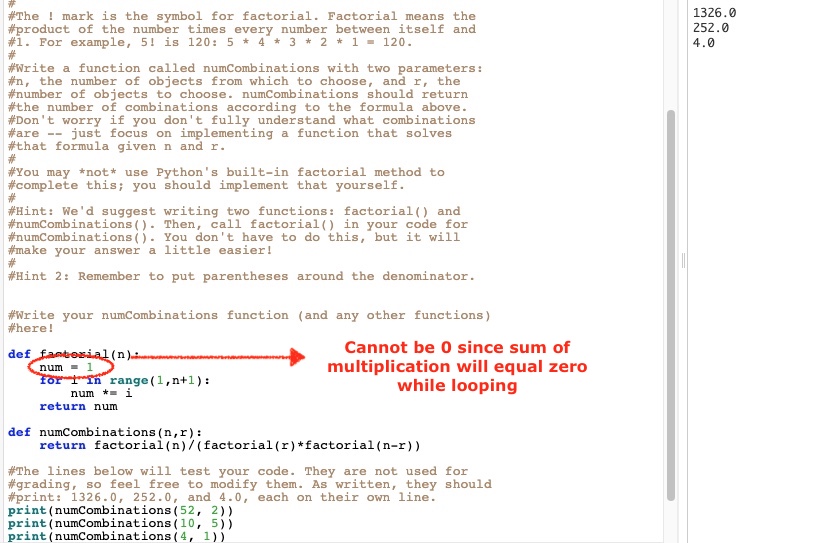 #
#The ! mark is the symbol for factorial. Factorial means the
#product of the number times every number between itself and
#1. For example, 5! is 120: 5 * 4 * 3 * 2 * 1 = 120.
#
#Write a function called numCombinations with two parameters:
#n, the number of objects from which to choose, and r, the
#number of objects to choose. numCombinations should return
#the number of combinations according to the formula above.
#Don't worry if you don't fully understand what combinations
#are -- just focus on implementing a function that solves
#that formula given n and r.
#
#You may *not* use Python's built-in factorial method to
#complete this; you should implement that yourself.
#
#Hint: We'd suggest writing two functions: factorial() and
#numCombinations(). Then, call factorial() in your code for
#numCombinations(). You don't have to do this, but it will
#make your answer a little easier!
#
#Hint 2: Remember to put parentheses around the denominator.
#Write your numCombinations function (and any other functions)
#here!
def factorial(n):
    num = 1
    for i in range(1,n+1):
        num *= i
    return num
def numCombinations(n,r):
    return factorial(n)/(factorial(r)*factorial(n-r))
#The lines below will test your code. They are not used for
#grading, so feel free to modify them. As written, they should
#print: 1326.0, 252.0, and 4.0, each on their own line.
print(numCombinations(52, 2))
print(numCombinations(10, 5))
print(numCombinations(4, 1))
Cannot be 0 since sum of
multiplication will equal zero
while looping
1326.0
252.0
4.0